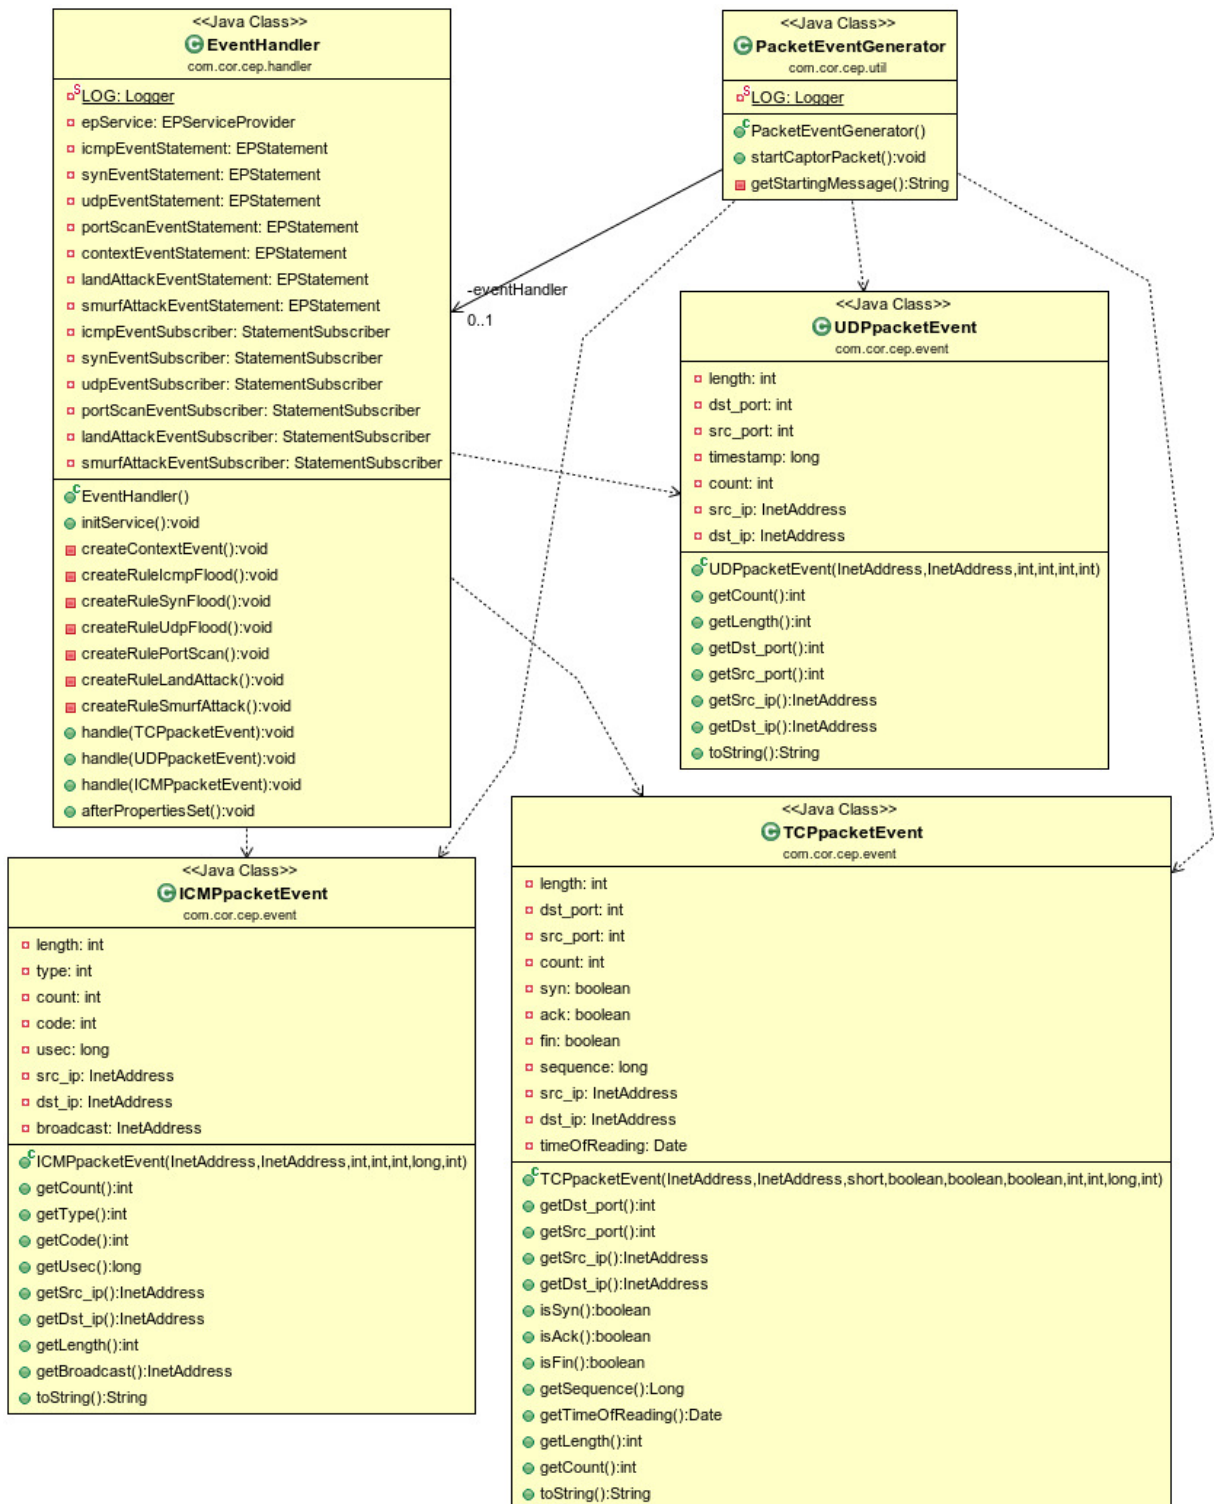 <<Java Class>>
EventHandler
com.cor.cep.handler
LOG: Logger
epService: EPServiceProvider
icmpEventStatement: EPStatement
synEventStatement: EPStatement
udpEventStatement: EPStatement
portScanEventStatement: EPStatement
contextEventStatement: EPStatement
landAttackEventStatement: EPStatement
smurfAttackEventStatement: EPStatement
icmpEventSubscriber: StatementSubscriber
synEventSubscriber: StatementSubscriber
udpEventSubscriber: StatementSubscriber
portScanEventSubscriber: StatementSubscriber
landAttackEventSubscriber: StatementSubscriber
smurfAttackEventSubscriber: StatementSubscriber
EventHandler()
initService():void
createContextEvent():void
createRuleIcmpFlood():void
createRuleSynFlood():void
createRuleUdpFlood():void
createRulePortScan():void
createRuleLandAttack():void
createRuleSmurfAttack():void
handle(TCPpacketEvent):void
handle(UDPpacketEvent):void
handle(ICMPpacketEvent):void
afterPropertiesSet():void
<<Java Class>>
PacketEventGenerator
com.cor.cep.util
LOG: Logger
PacketEventGenerator()
startCaptorPacket():void
getStartingMessage():String
-eventHandler
0..1
<<Java Class>>
UDPpacketEvent
com.cor.cep.event
length: int
dst_port: int
src_port: int
timestamp: long
count: int
src_ip: InetAddress
dst_ip: InetAddress
UDPpacketEvent(InetAddress,InetAddress,int,int,int,int)
getCount():int
getLength():int
getDst_port():int
getSrc_port():int
getSrc_ip():InetAddress
getDst_ip():InetAddress
toString():String
<<Java Class>>
ICMPpacketEvent
com.cor.cep.event
length: int
type: int
count: int
code: int
usec: long
src_ip: InetAddress
dst_ip: InetAddress
broadcast: InetAddress
ICMPpacketEvent(InetAddress,InetAddress,int,int,int,long,int)
getCount():int
getType():int
getCode():int
getUsec():long
getSrc_ip():InetAddress
getDst_ip():InetAddress
getLength():int
getBroadcast():InetAddress
toString():String
<<Java Class>>
TCPpacketEvent
com.cor.cep.event
length: int
dst_port: int
src_port: int
count: int
syn: boolean
ack: boolean
fin: boolean
sequence: long
src_ip: InetAddress
dst_ip: InetAddress
timeOfReading: Date
TCPpacketEvent(InetAddress,InetAddress,short,boolean,boolean,boolean,int,int,long,int)
getDst_port():int
getSrc_port():int
getSrc_ip():InetAddress
getDst_ip():InetAddress
isSyn():boolean
isAck():boolean
isFin():boolean
getSequence():Long
getTimeOfReading():Date
getLength():int
getCount():int
toString():String